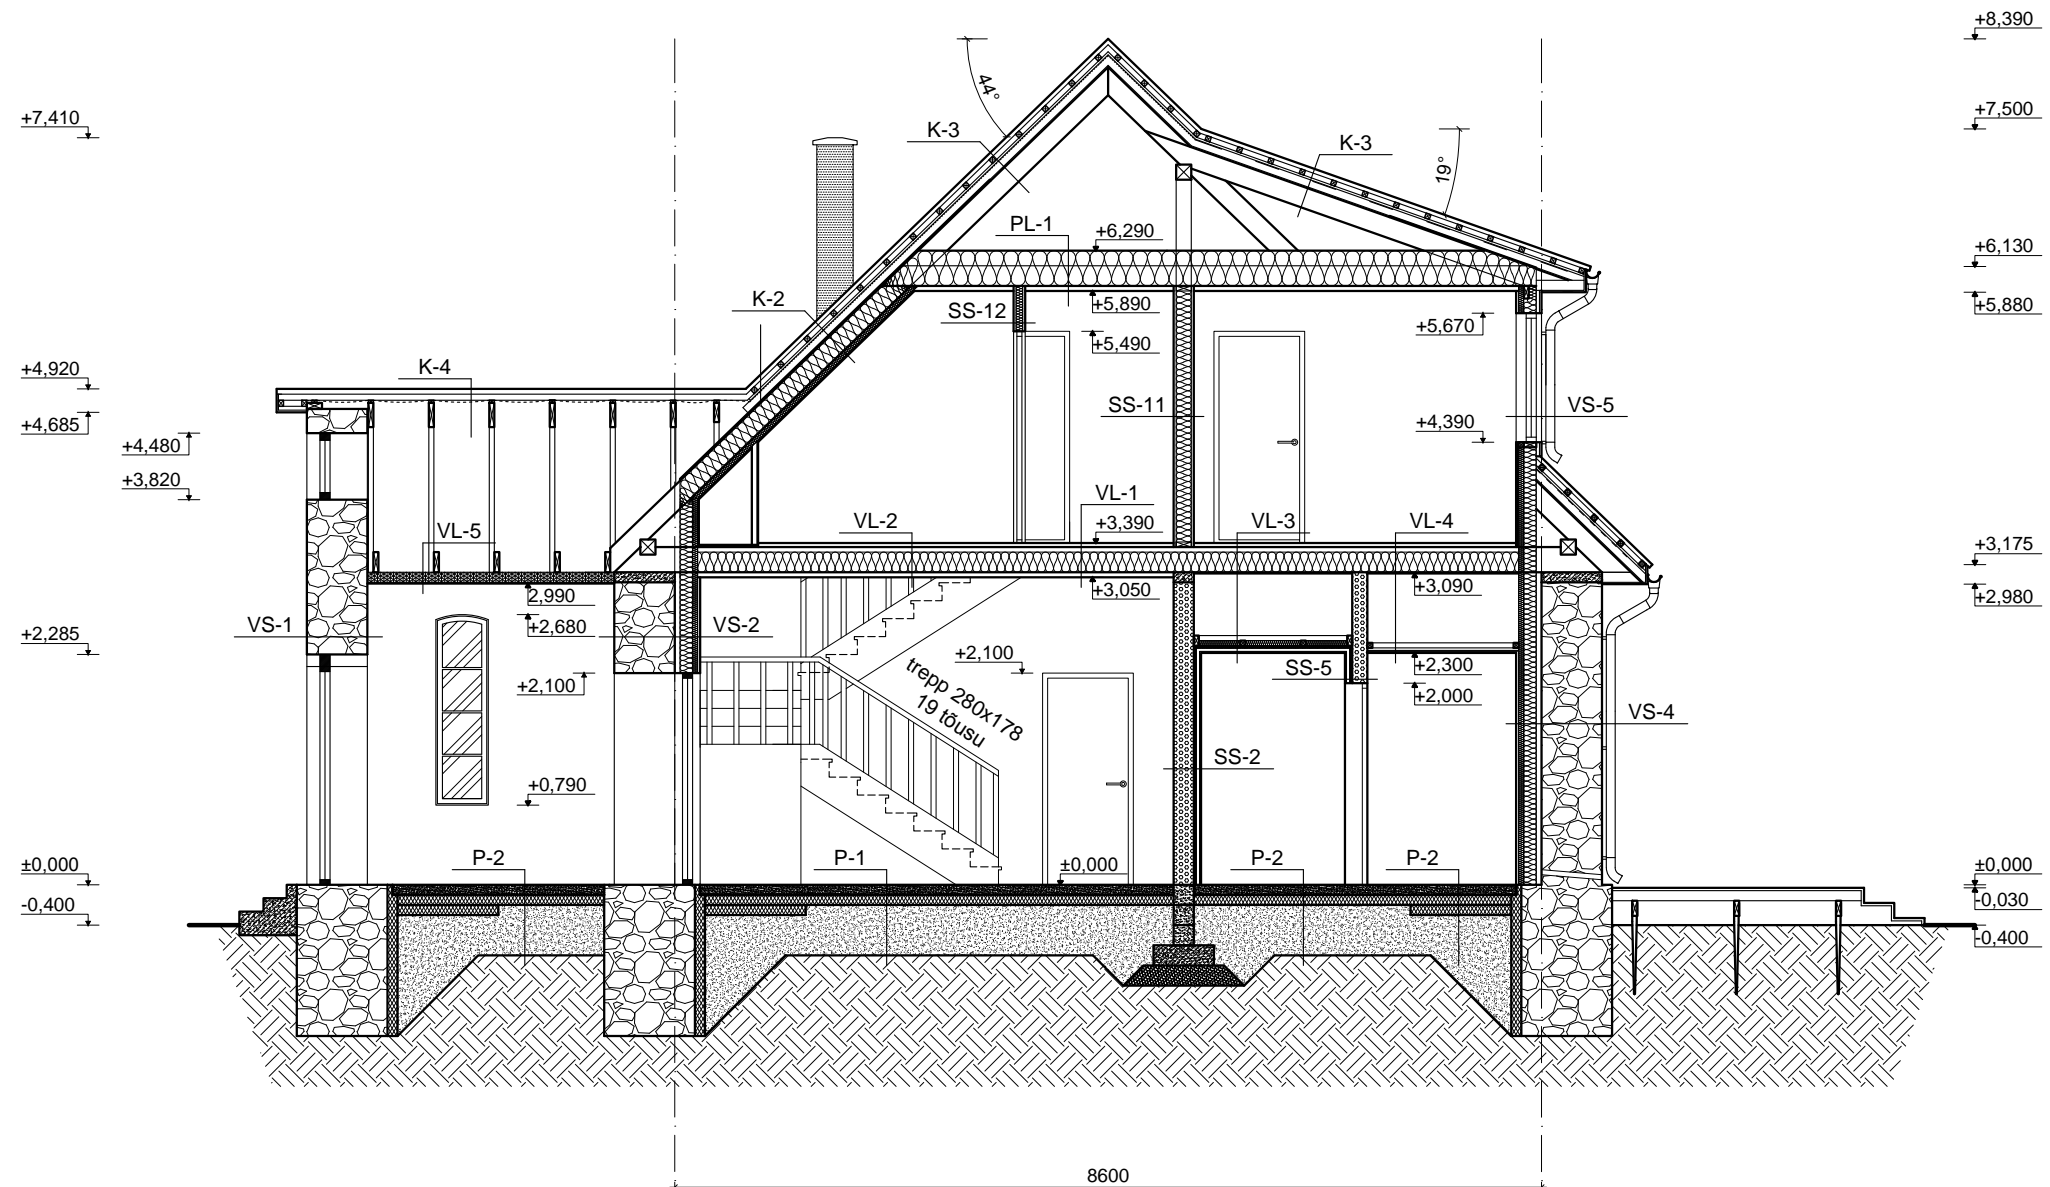 +8,390
44°
+7,410
+7,500
K-3
K-3
19°
PL-1
+6,290
+6,130
K-2
SS-12
+5,890
+5,880
+5,670
+5,490
+4,920
K-4
+4,685
SS-11
VS-5
+4,390
+4,480
+3,820
VL-1
VL-5
VL-2
+3,390
VL-3
VL-4
+3,175
2,990
+3,050
+3,090
+2,980
VS-1
+2,680
VS-2
+2,285
trepp 280x178
19 tõusu
+2,100
+2,100
SS-5
+2,300
+2,000
VS-4
SS-2
+0,790
±0,000
P-2
P-1
±0,000
P-2
P-2
±0,000
-0,030
-0,400
-0,400
8600